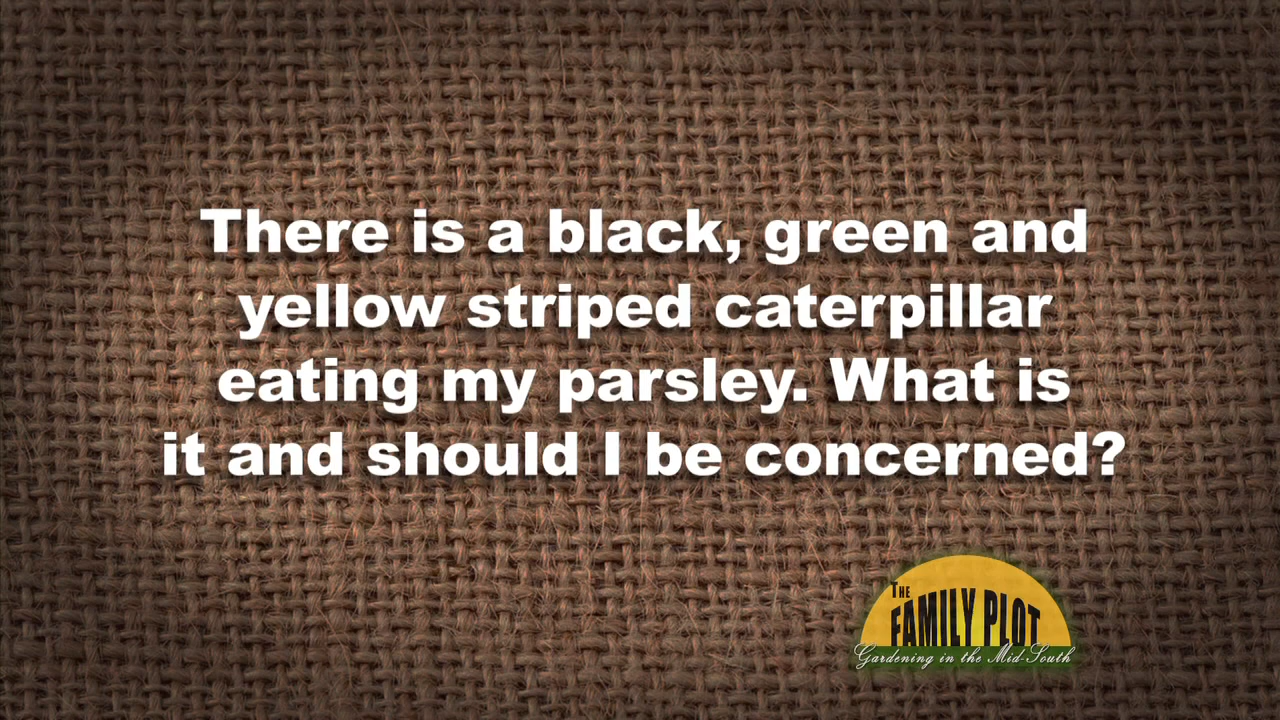 There is a black, green and
yellow striped caterpillar
eating my parsley. What is
it and should I be concerned?
THE
FAMILY PLOT
Gardening in the Mid-South